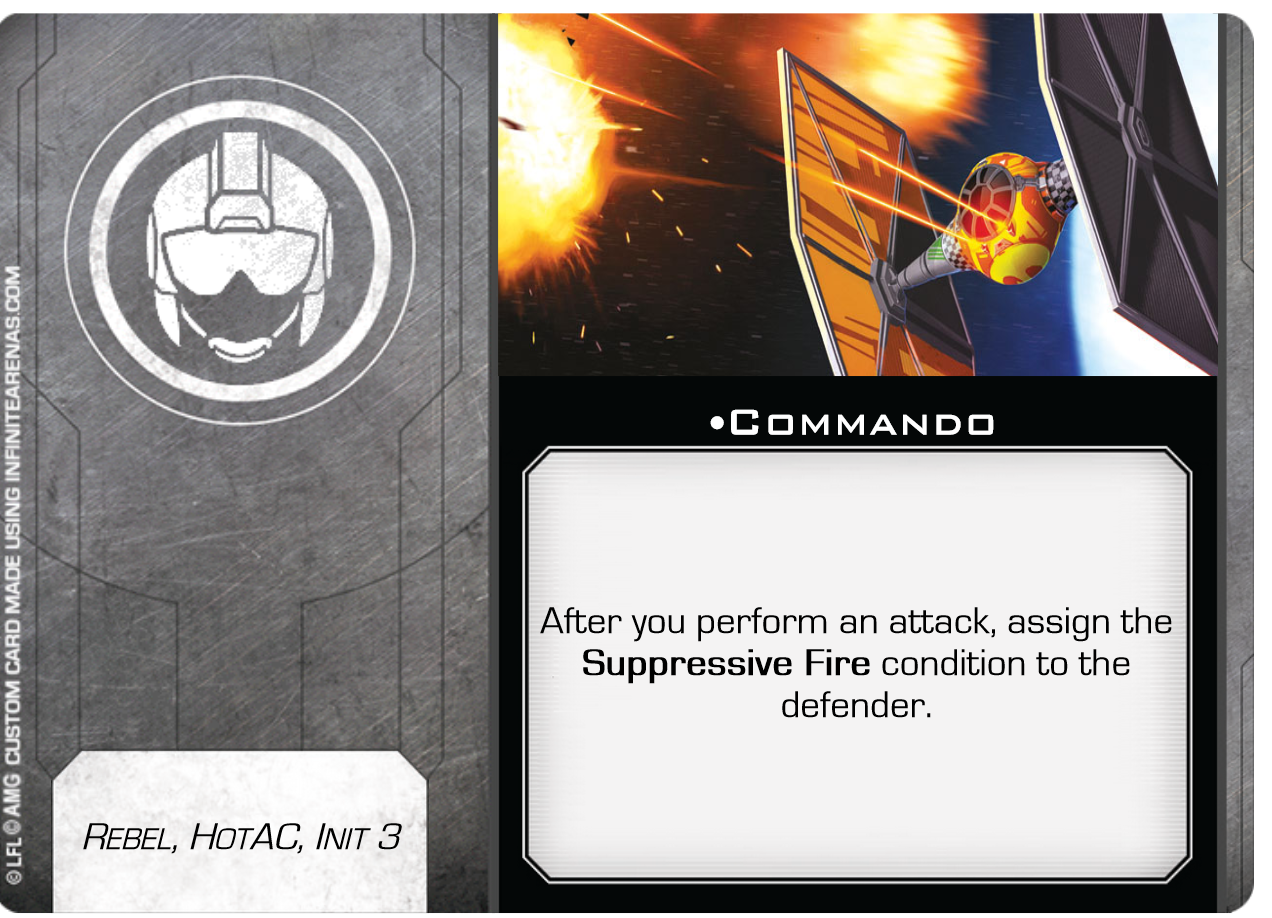 •Commando
After you perform an attack, assign the
Suppressive Fire condition to the
defender.
Rebel, HotAC, Init 3
©LFL ©AMG CUSTOM CARD MADE USING INFINITEARENAS.COM